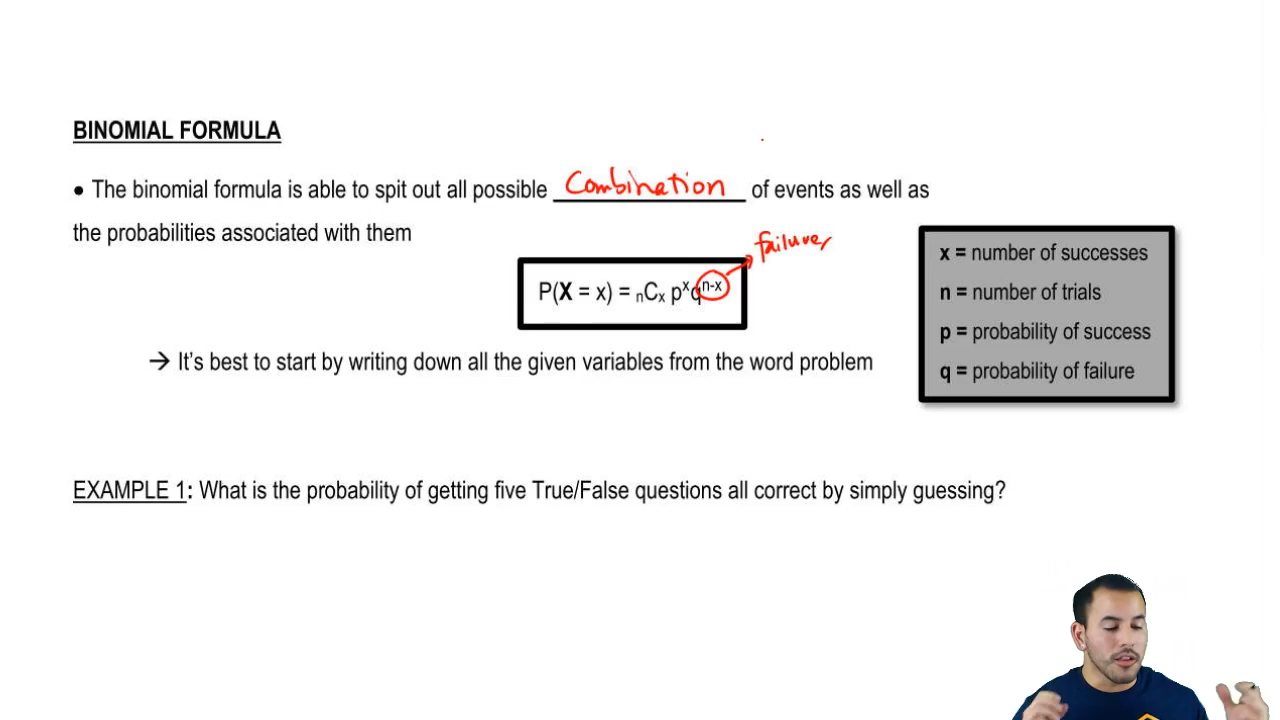 BINOMIAL FORMULA
• The binomial formula is able to spit out all possible Combination of events as well as
the probabilities associated with them
failures
P(X = x) = ₙCₓ pˣqⁿ⁻ˣ
→ It's best to start by writing down all the given variables from the word problem
x = number of successes
n = number of trials
p = probability of success
q = probability of failure
EXAMPLE 1: What is the probability of getting five True/False questions all correct by simply guessing?